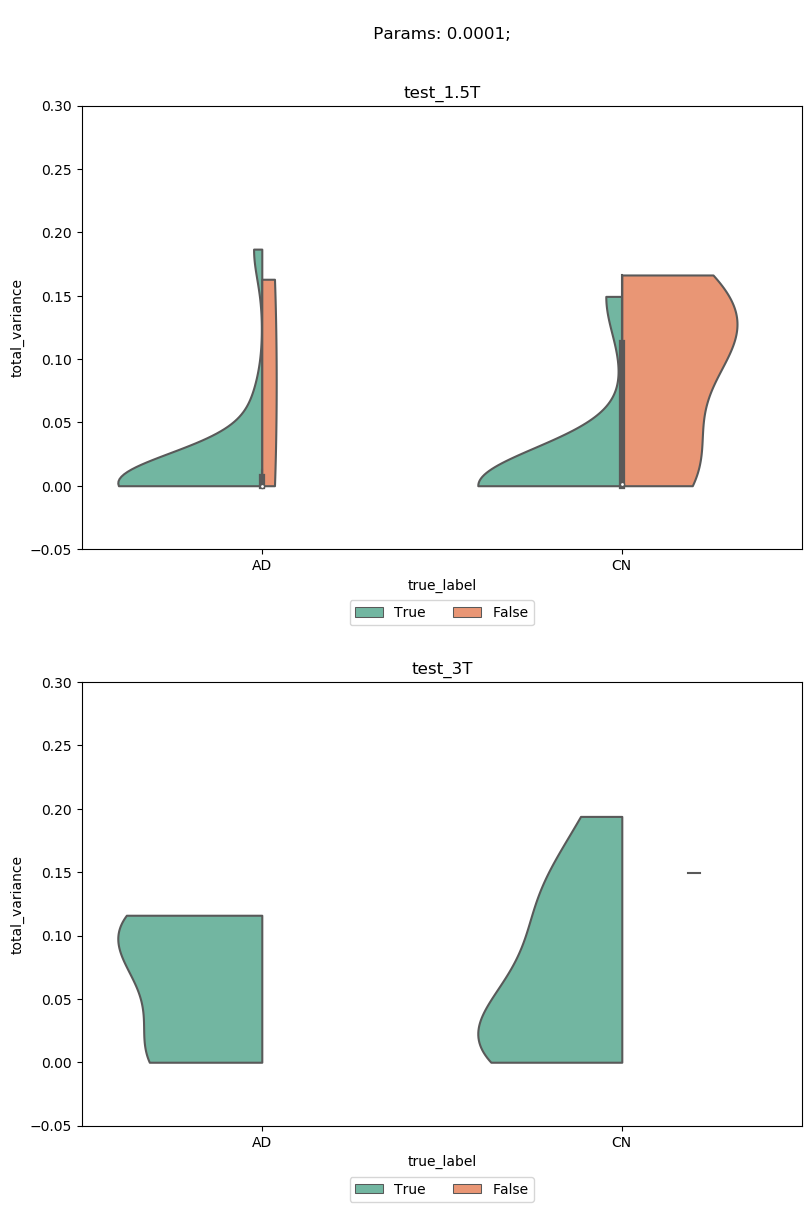 Params: 0.0001;
test_1.5T
0.30
0.25
0.20
0.15
0.10
0.05
0.00
−0.05
total_variance
AD CN
true_label
True False
test_3T
0.30
0.25
0.20
0.15
0.10
0.05
0.00
−0.05
total_variance
AD CN
true_label
True False